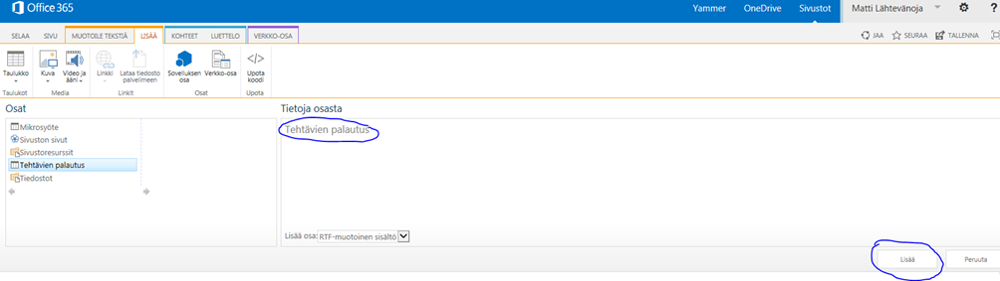 Office 365
Yammer OneDrive Sivustot Matti Lähtevänoja ?
SELAA SIVU MUOTOILE TEKSTIÄ LISÄÄ KOHTEET LUETTELO VERKKO-OSA JAA SEURAA TALLENNA
Taulukko Kuva Video ja ääni Linkki Lataa tiedosto palvelimeen Sovelluksen osa Verkko-osa Upota koodi
Taulukot Media Linkit Osat Upota
Osat Tietoja osasta
Mikrosyöte Tehtävien palautus
Sivuston sivut
Sivustoresurssit
Tehtävien palautus
Tiedostot
Lisää osa: RTF-muotoinen sisältö
Lisää Peruuta